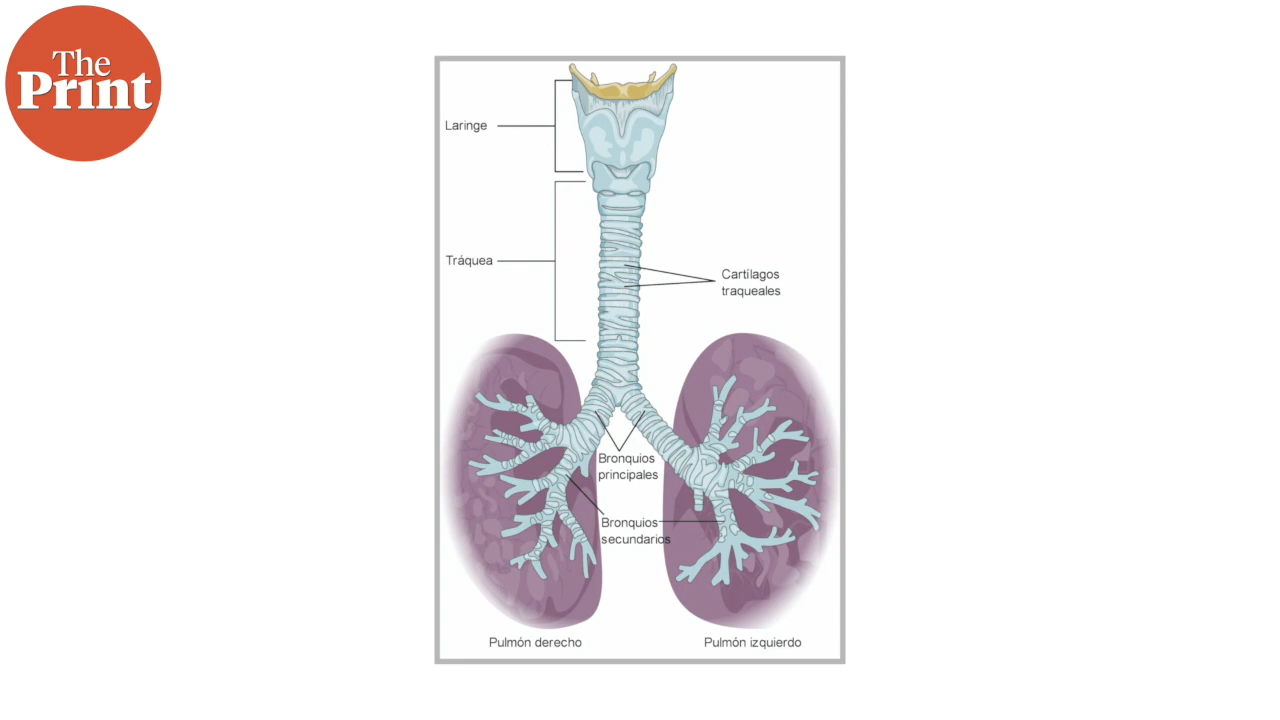 The
Print
Laringe
Tráquea
Cartílagos
traqueales
Bronquios
principales
Bronquios
secundarios
Pulmón derecho
Pulmón izquierdo